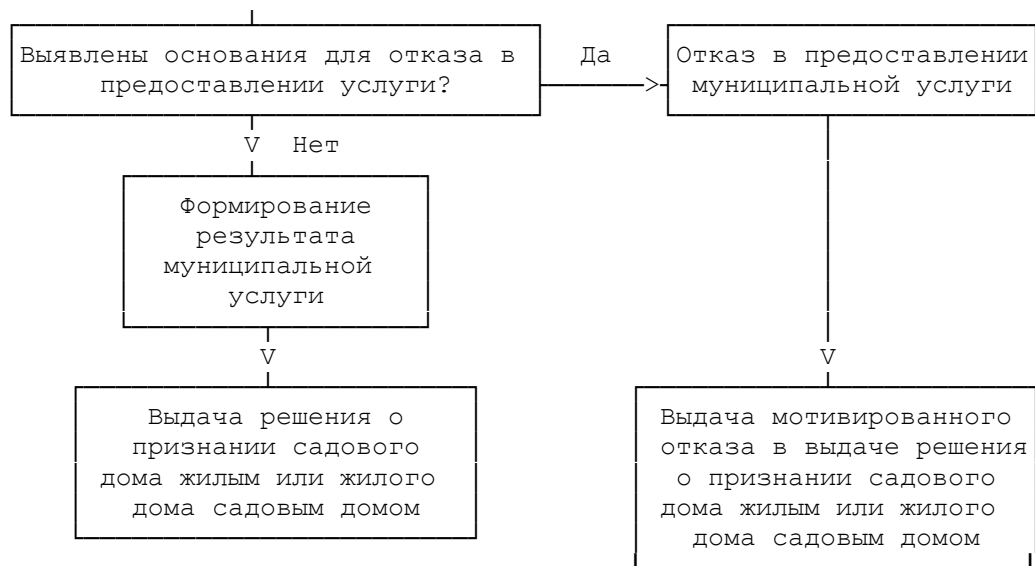 Выявлены основания для отказа в
предоставлении услуги?
Да
Отказ в предоставлении
муниципальной услуги
V Нет
Формирование
результата
муниципальной
услуги
V
V
Выдача решения о
признании садового
дома жилым или жилого
дома садовым домом
Выдача мотивированного
отказа в выдаче решения
о признании садового
дома жилым или жилого
дома садовым домом